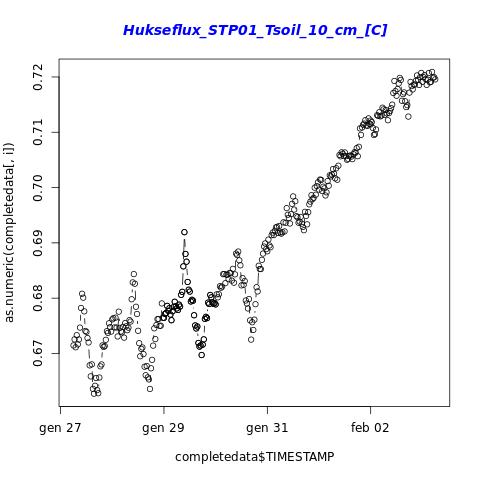 Hukseflux_STP01_Tsoil_10_cm_[C]
as.numeric(completedata[, i])
0.72
0.71
0.70
0.69
0.68
0.67
gen 27
gen 29
gen 31
feb 02
completedata$TIMESTAMP